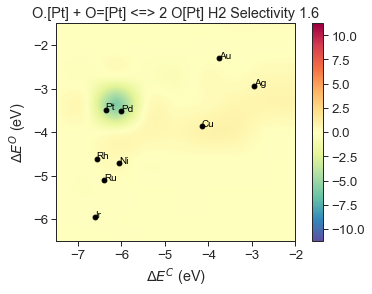 O.[Pt] + O=[Pt] <=> 2 O[Pt] H2 Selectivity 1.6
ΔE^O (eV)
−2
−3
−4
−5
−6
Au
Ag
Pt
Pd
Cu
Rh
Ni
Ru
Ir
10.0
7.5
5.0
2.5
0.0
−2.5
−5.0
−7.5
−10.0
−7 −6 −5 −4 −3 −2
ΔE^C (eV)